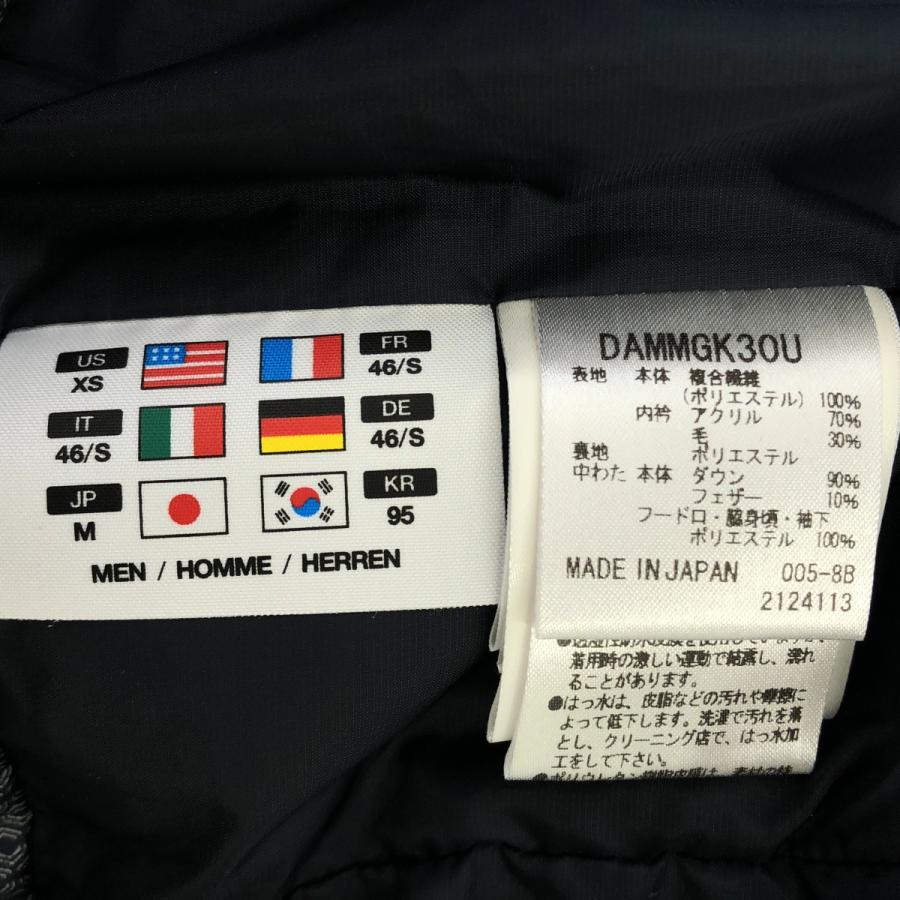 US
XS
FR
46/S
IT
46/S
DE
46/S
JP
M
KR
95
MEN / HOMME / HERREN
DAMMGK30U
表地 本体 複合繊維
(ポリエステル) 100%
内衿 アクリル 70%
毛 30%
裏地 ポリエステル
中わた 本体 ダウン 90%
フェザー 10%
フードロ・脇身頃・袖下
ポリエステル 100%
MADE IN JAPAN 005-8B
2124113
着用時の激しい運動で結露し、濡れ
ることがあります。
●はっ水は、皮脂などの汚れや摩擦に
よって低下します。洗濯で汚れを落
とし、クリーニング店で、はっ水加
工をして下さい。